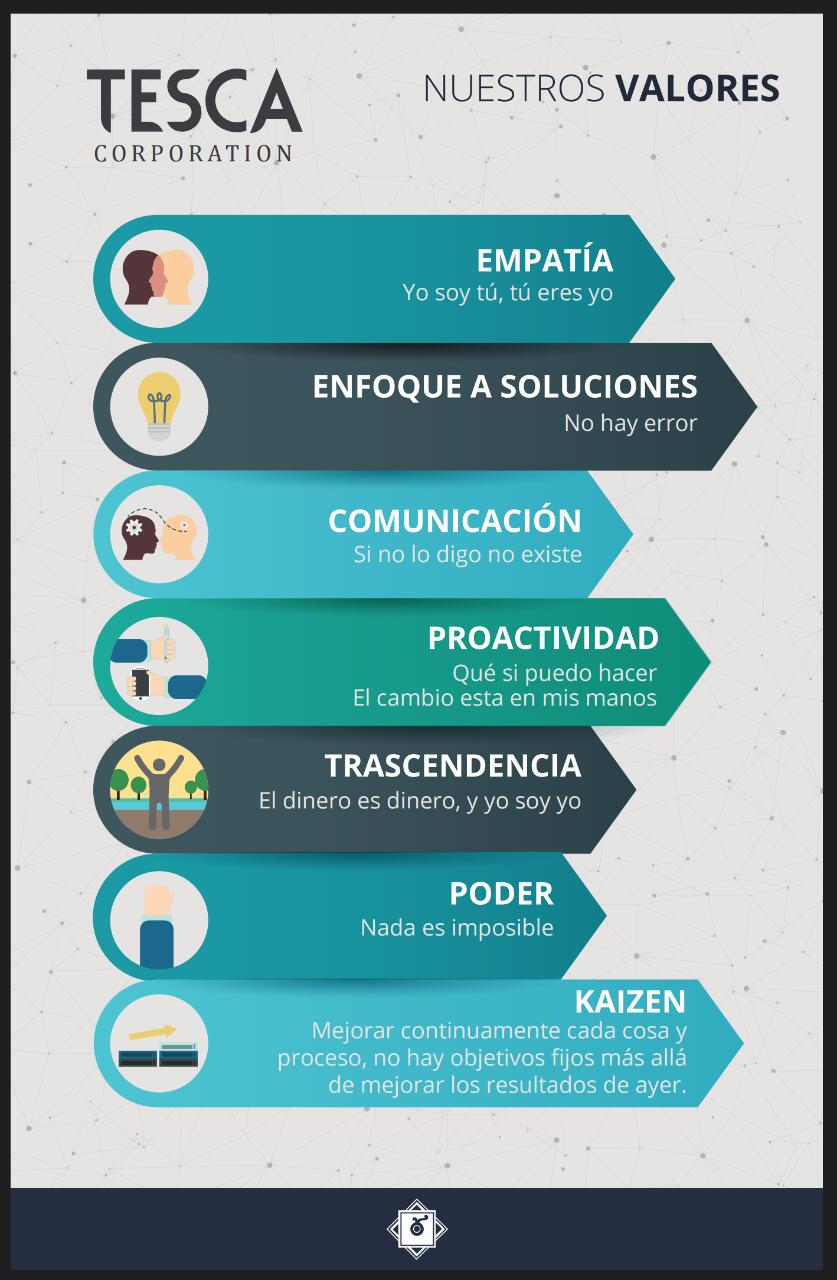 TESCA
CORPORATION
NUESTROS VALORES
EMPATÍA
Yo soy tú, tú eres yo
ENFOQUE A SOLUCIONES
No hay error
COMUNICACIÓN
Si no lo digo no existe
PROACTIVIDAD
Qué si puedo hacer
El cambio esta en mis manos
TRASCENDENCIA
El dinero es dinero, y yo soy yo
PODER
Nada es imposible
KAIZEN
Mejorar continuamente cada cosa y
proceso, no hay objetivos fijos más allá
de mejorar los resultados de ayer.